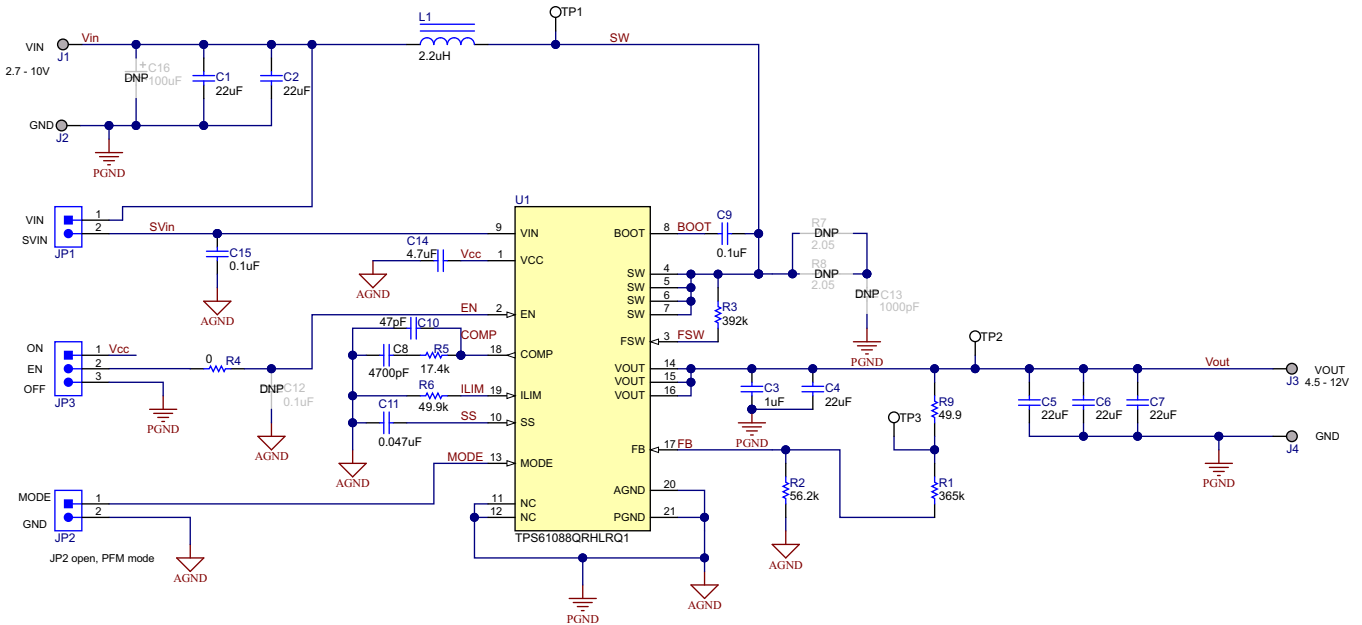 VIN
2.7 - 10V
J1
Vin
GND
J2
PGND
DNP
+
C16
100uF
C1
22uF
C2
22uF
L1
2.2uH
TP1
SW
VIN
SVIN
JP1
1
2
SVin
C15
0.1uF
AGND
C14
4.7uF
Vcc
AGND
ON
EN
OFF
JP3
1
2
3
Vcc
PGND
0
R4
DNP
C12
0.1uF
AGND
EN
47pF
C10
COMP
C8
4700pF
R5
17.4k
R6
49.9k
ILIM
C11
0.047uF
SS
AGND
MODE
MODE
GND
JP2
1
2
JP2 open, PFM mode
AGND
U1
9 VIN
1 VCC
2 EN
18 COMP
19 ILIM
10 SS
13 MODE
11 NC
12 NC
BOOT 8
SW 4
SW 5
SW 6
SW 7
FSW 3
VOUT 14
VOUT 15
VOUT 16
FB 17
AGND 20
PGND 21
TPS61088QRHLRQ1
PGND
AGND
BOOT
C9
0.1uF
R3
392k
FSW
R7
DNP
2.05
R8
DNP
2.05
DNP
C13
1000pF
PGND
C3
1uF
C4
22uF
PGND
FB
R2
56.2k
AGND
TP3
R9
49.9
R1
365k
TP2
C5
22uF
C6
22uF
C7
22uF
Vout
J3
VOUT
4.5 - 12V
GND
J4
PGND